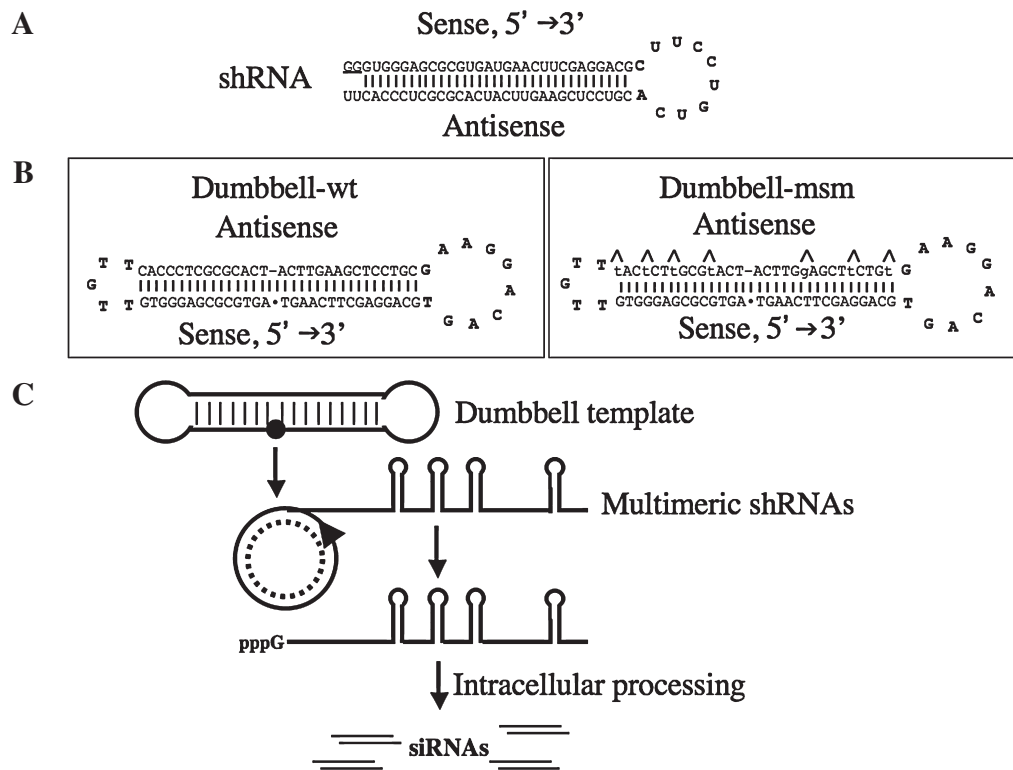 A
Sense, 5' →3'
shRNA
GGGUGGGAGCGCGUGAUGAACUUCGAGGACGC
U U C C U G U C
UUCACCCUCGCGCACUACUUGAAGCUCCUGCA
Antisense
B
Dumbbell-wt
Antisense
T T G T T
CACCCTCGCGCACT-ACTTGAAGCTCCTGCG
A A G G A C A G
GTGGGAGCGCGTGA•TGAACTTCGAGGACGT
Sense, 5' →3'
Dumbbell-msm
Antisense
^ ^ ^ ^ ^ ^ ^
T T G T T
tACtCTtGCGtACT-ACTTGgAGCTtCTGtG
A A G G A C A G
GTGGGAGCGCGTGA•TGAACTTCGAGGACGT
Sense, 5' →3'
C
Dumbbell template
Multimeric shRNAs
pppG
Intracellular processing
siRNAs